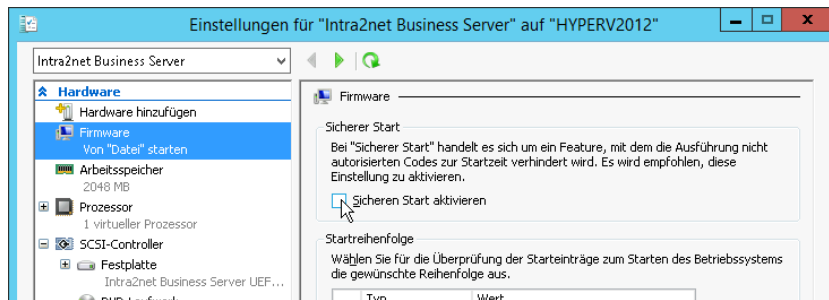 Einstellungen für "Intra2net Business Server" auf "HYPERV2012"
Intra2net Business Server
Hardware
Hardware hinzufügen
Firmware
Von "Datei" starten
Arbeitsspeicher
2048 MB
Prozessor
1 virtueller Prozessor
SCSI-Controller
Festplatte
Intra2net Business Server UEF...
DVD-Laufwerk
Firmware
Sicherer Start
Bei "Sicherer Start" handelt es sich um ein Feature, mit dem die Ausführung nicht
autorisierten Codes zur Startzeit verhindert wird. Es wird empfohlen, diese
Einstellung zu aktivieren.
Sicheren Start aktivieren
Startreihenfolge
Wählen Sie für die Überprüfung der Starteinträge zum Starten des Betriebssystems
die gewünschte Reihenfolge aus.
Typ Wert